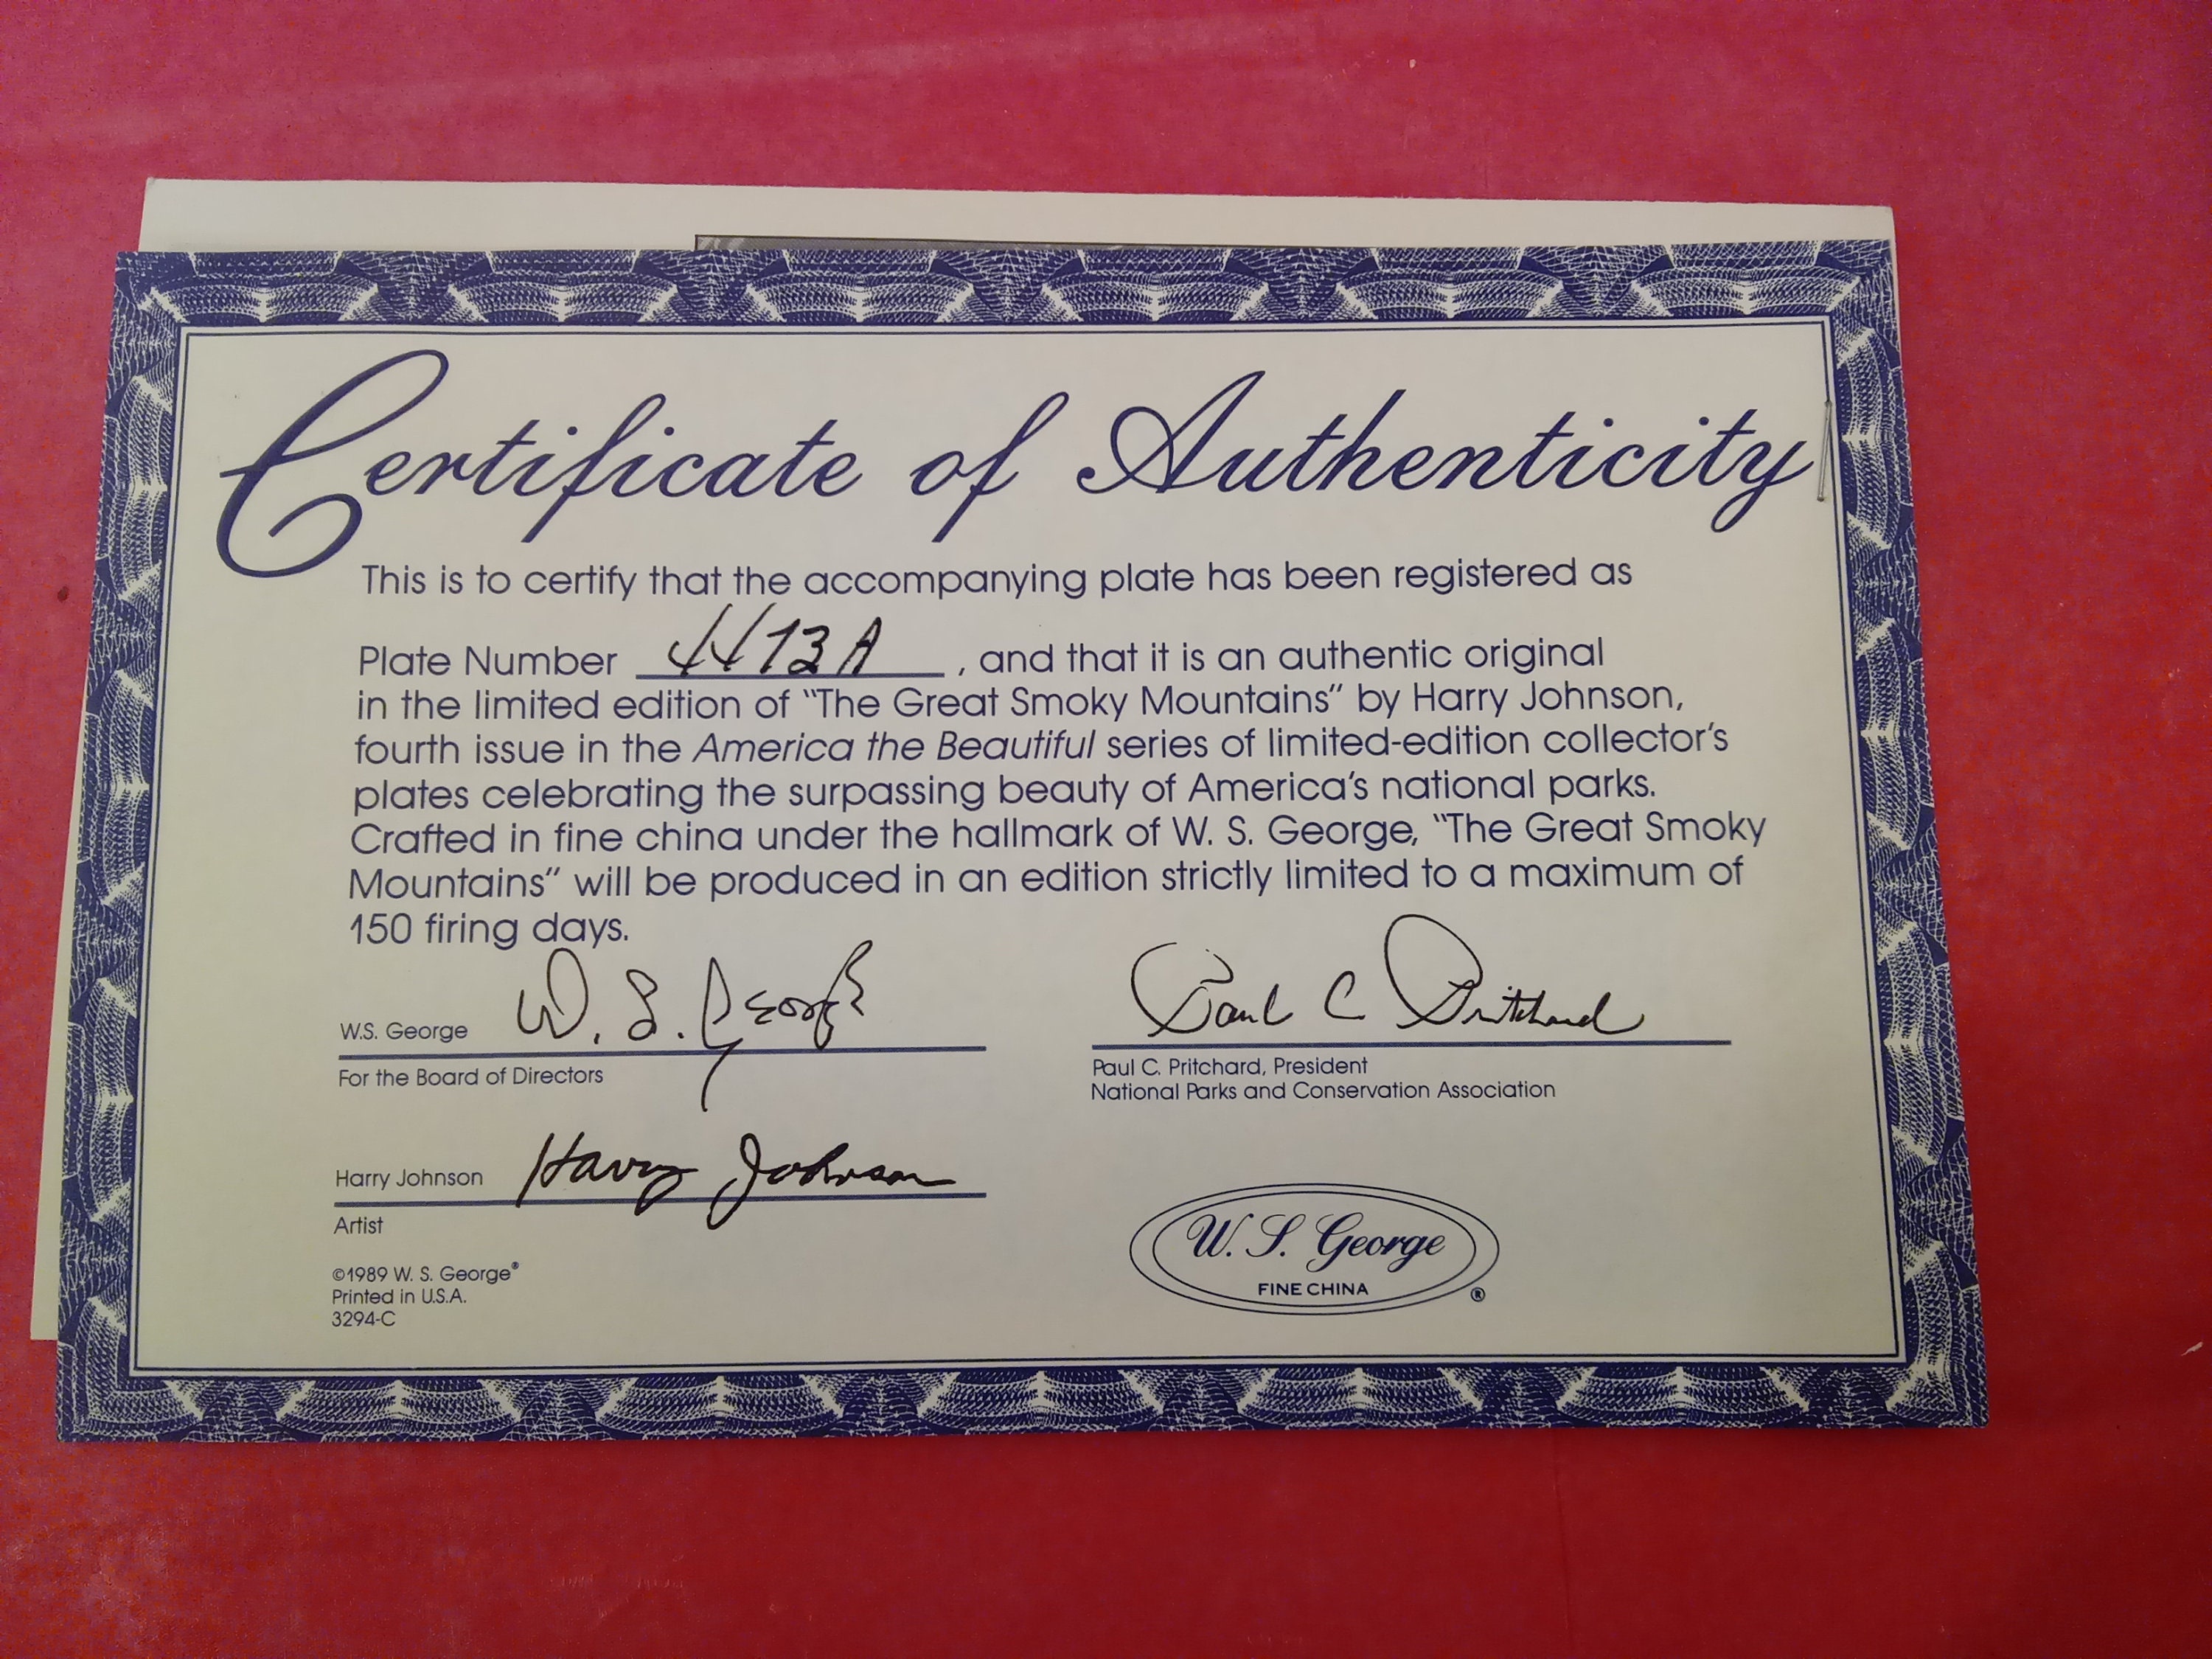 Certificate of Authenticity
This is to certify that the accompanying plate has been registered as
Plate Number 4473A, and that it is an authentic original
in the limited edition of “The Great Smoky Mountains” by Harry Johnson,
fourth issue in the America the Beautiful series of limited-edition collector’s
plates celebrating the surpassing beauty of America’s national parks.
Crafted in fine china under the hallmark of W. S. George, “The Great Smoky
Mountains” will be produced in an edition strictly limited to a maximum of
150 firing days.
W.S. George W. S. George
For the Board of Directors
Paul C Pritchard
Paul C. Pritchard, President
National Parks and Conservation Association
Harry Johnson Harry Johnson
Artist
©1989 W. S. George®
Printed in U.S.A.
3294-C
W. S. George
FINE CHINA
®